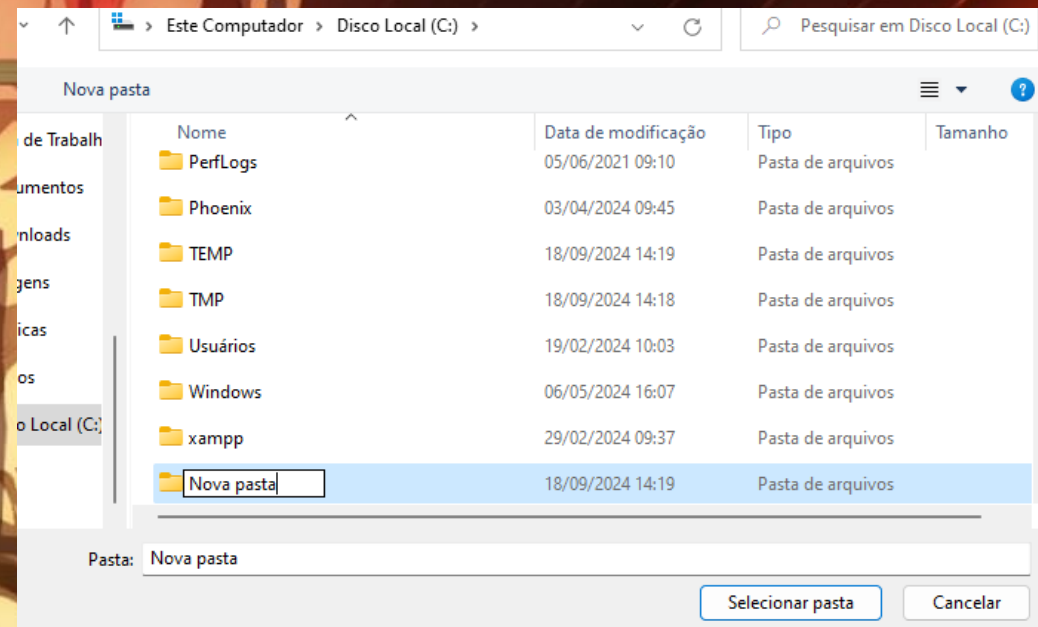 Este Computador > Disco Local (C:) >
Pesquisar em Disco Local (C:)
Nova pasta
?
Nome Data de modificação Tipo Tamanho
de Trabalh
umentos
nloads
gens
icas
os
o Local (C:)
PerfLogs 05/06/2021 09:10 Pasta de arquivos
Phoenix 03/04/2024 09:45 Pasta de arquivos
TEMP 18/09/2024 14:19 Pasta de arquivos
TMP 18/09/2024 14:18 Pasta de arquivos
Usuários 19/02/2024 10:03 Pasta de arquivos
Windows 06/05/2024 16:07 Pasta de arquivos
xampp 29/02/2024 09:37 Pasta de arquivos
Nova pasta 18/09/2024 14:19 Pasta de arquivos
Pasta: Nova pasta
Selecionar pasta Cancelar